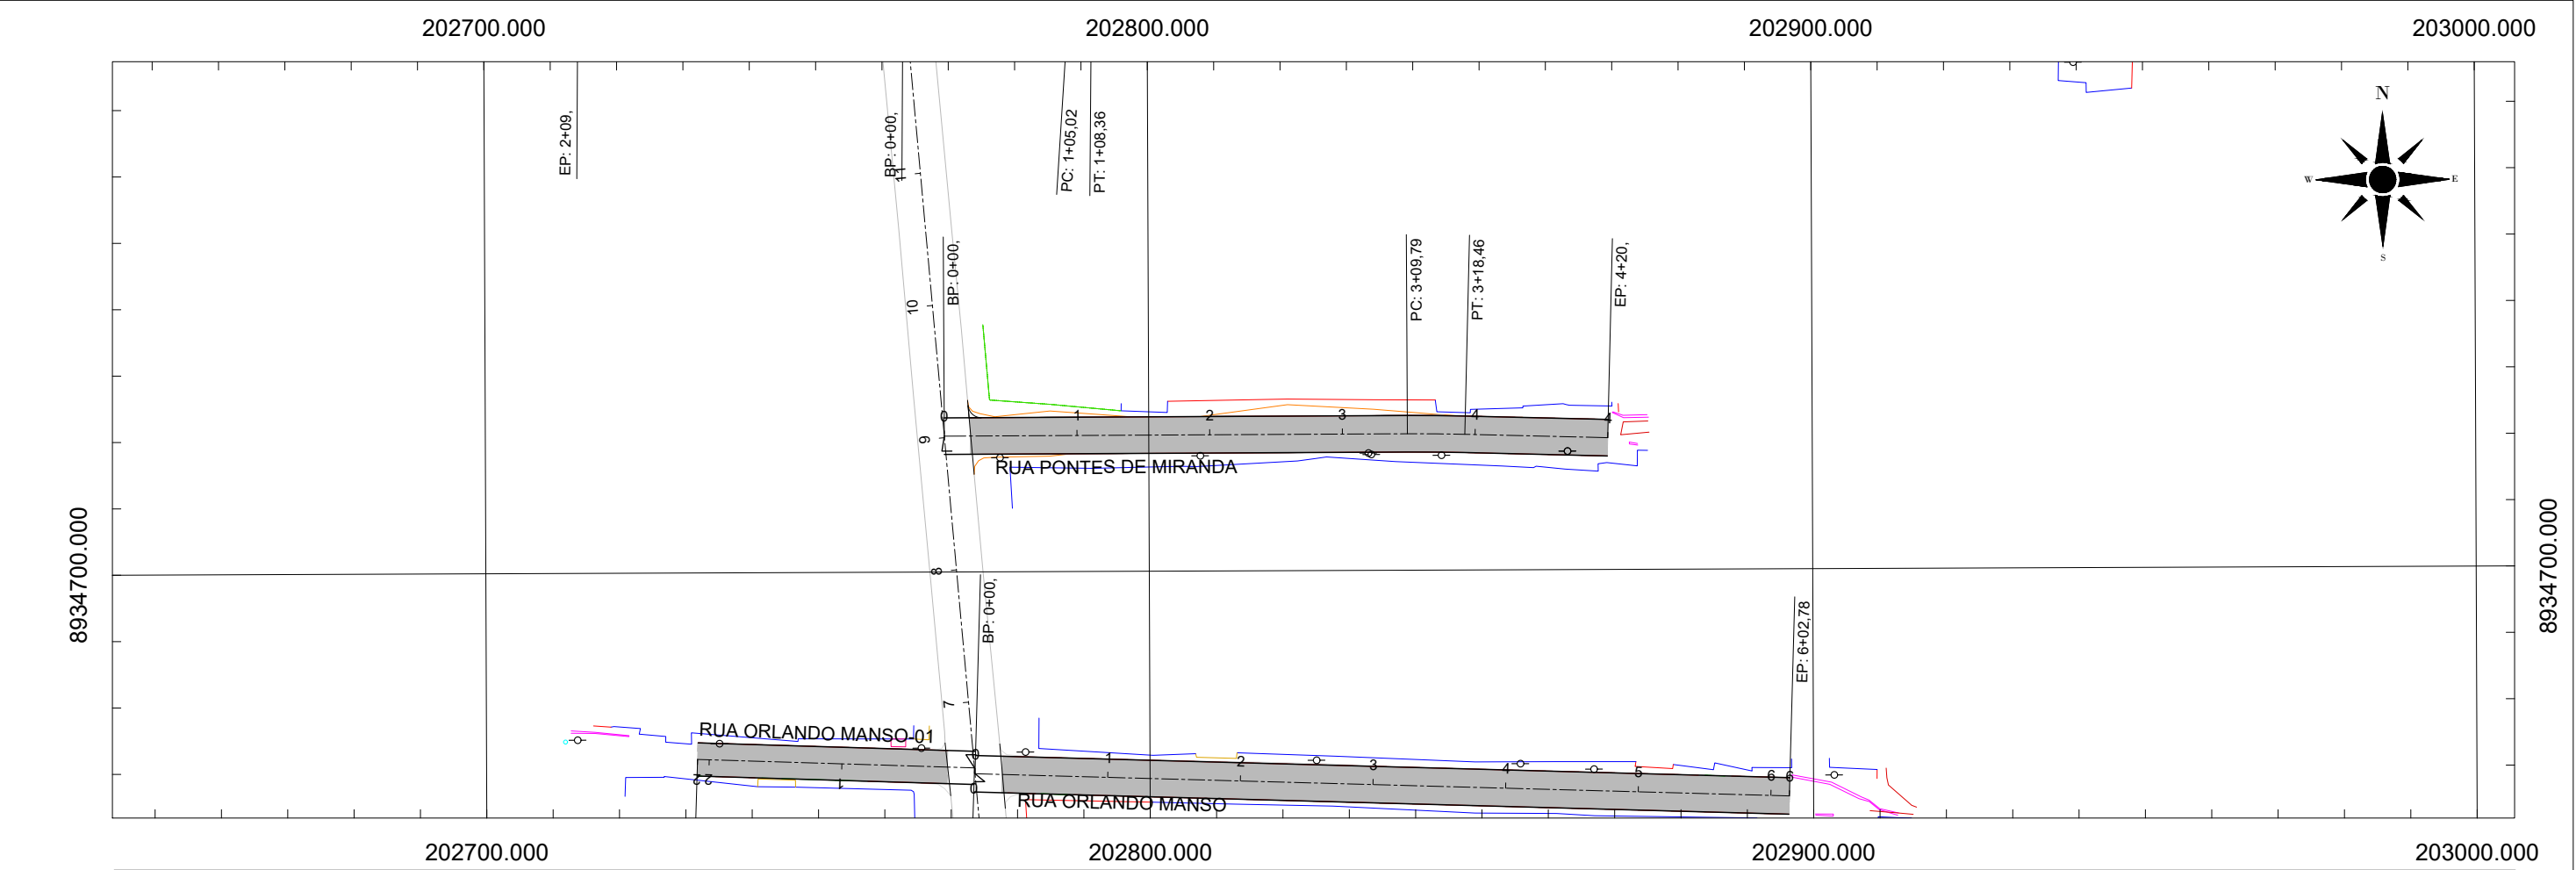 202700.000 202800.000 202900.000 203000.000
N
W E
S
EP: 2+09,
BP: 0+00,
PC: 1+05,02
PT: 1+08,36
11
10
9
8
7
BP: 0+00,
PC: 3+09,79
PT: 3+18,46
EP: 4+20,
0 1 2 3 4 4
RUA PONTES DE MIRANDA
8934700.000
8934700.000
BP: 0+00,
EP: 6+02,78
RUA ORLANDO MANSO-01
2 2 1 0
0 1 2 3 4 5 6 6
RUA ORLANDO MANSO
202700.000 202800.000 202900.000 203000.000